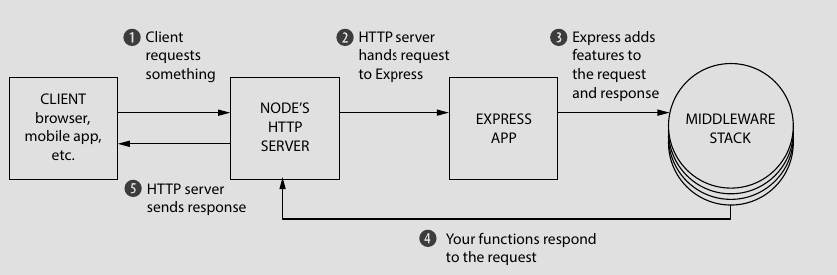 1 Client
requests
something
2 HTTP server
hands request
to Express
3 Express adds
features to
the request
and response
CLIENT
browser,
mobile app,
etc.
NODE'S
HTTP
SERVER
EXPRESS
APP
MIDDLEWARE
STACK
5 HTTP server
sends response
4 Your functions respond
to the request